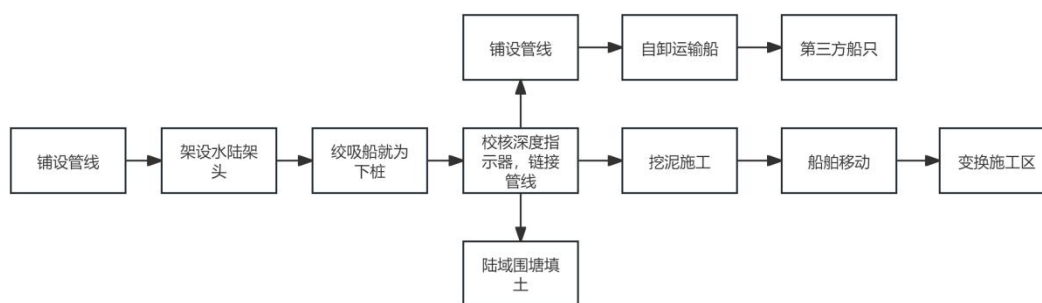 铺设管线
自卸运输船
第三方船只
铺设管线
架设水陆架
头
绞吸船就为
下桩
校核深度指
示器，链接
管线
挖泥施工
船舶移动
变换施工区
陆域围塘填
土